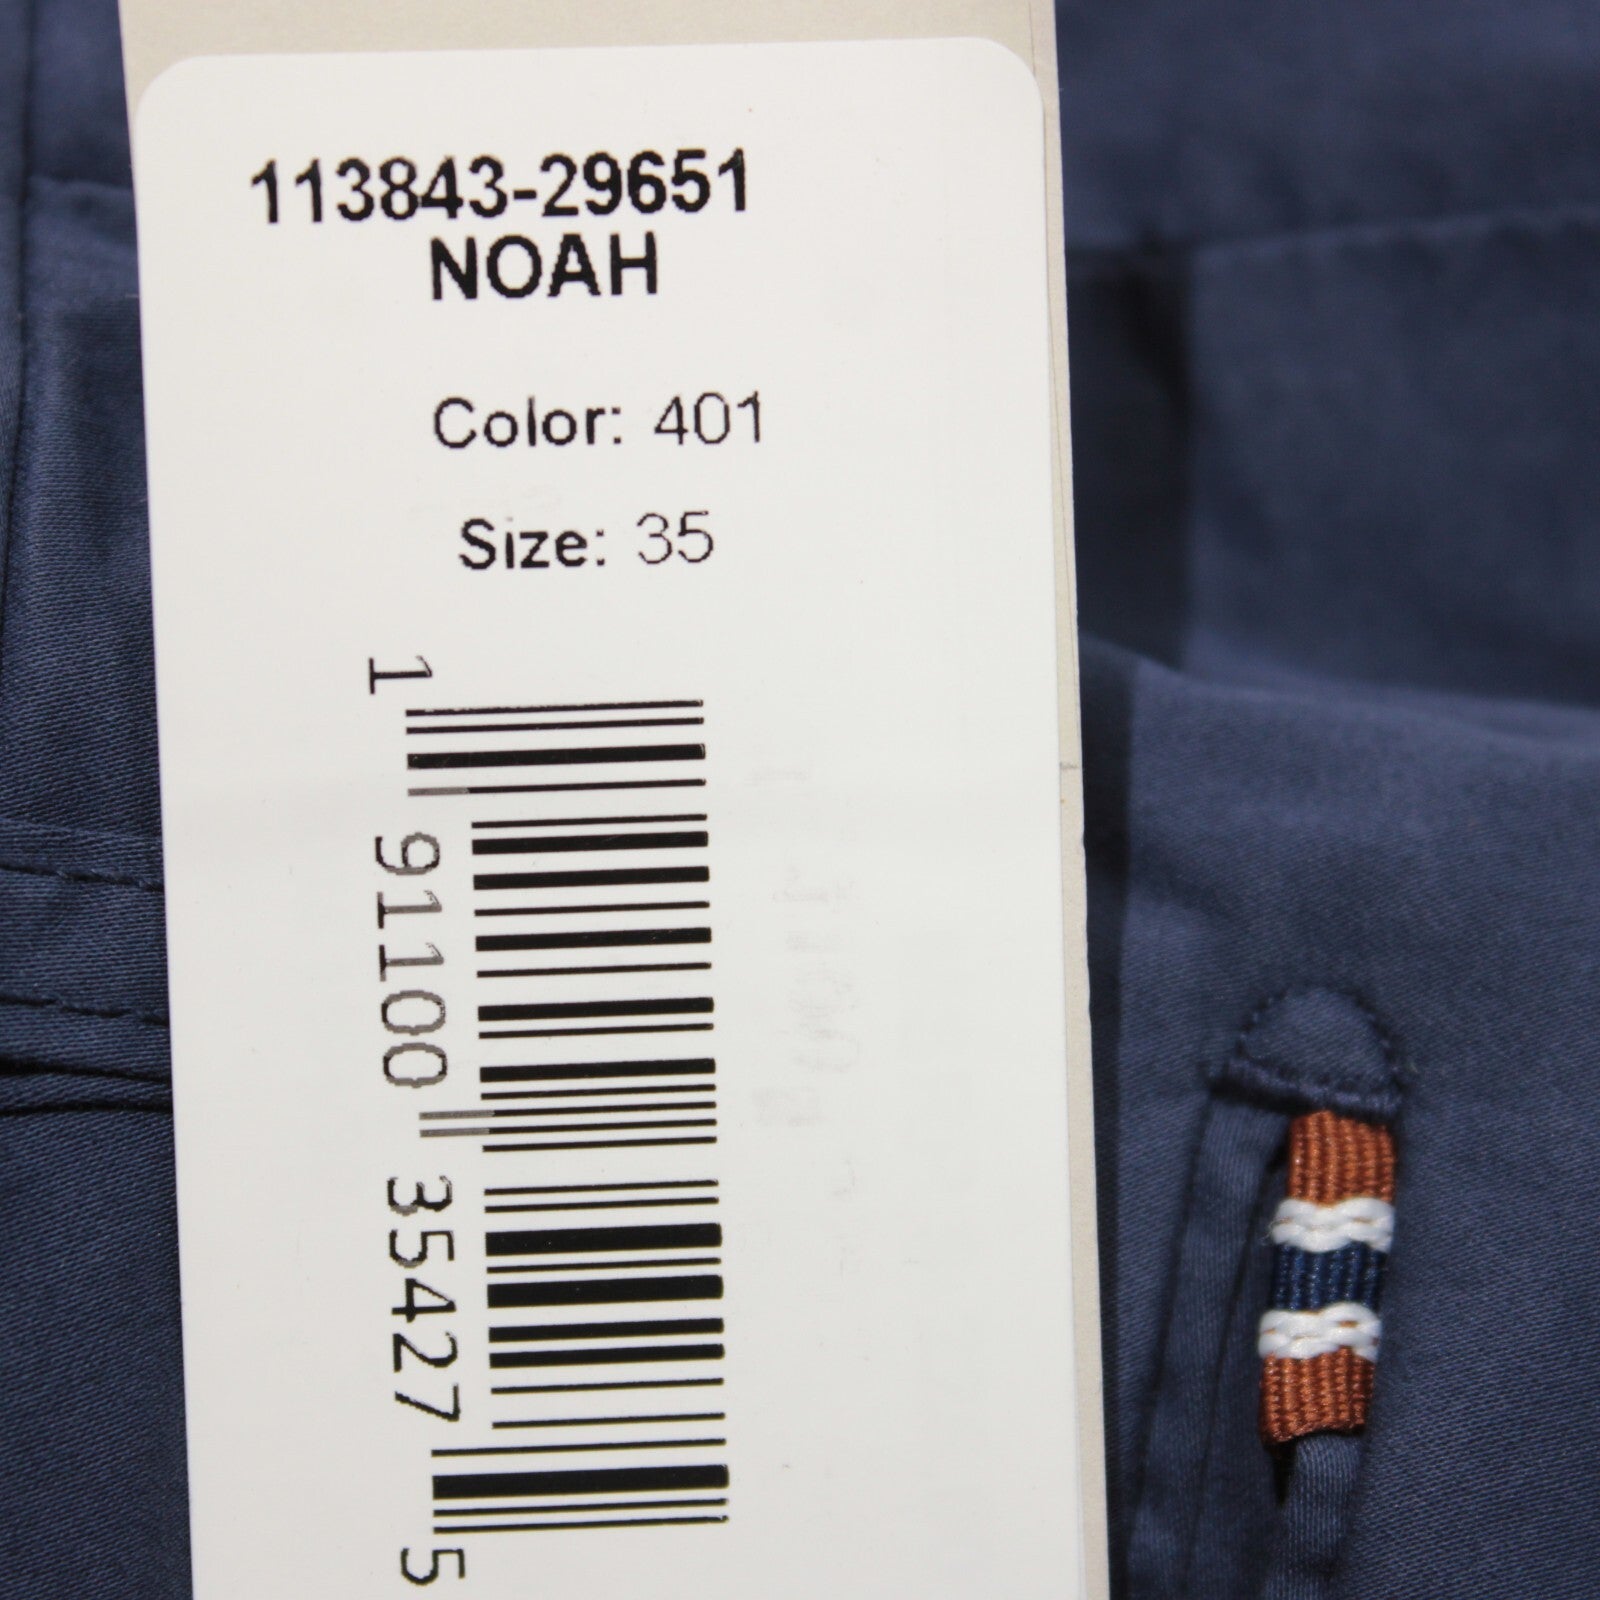 113843-29651
NOAH
Color: 401
Size: 35
1 91100 35427 5